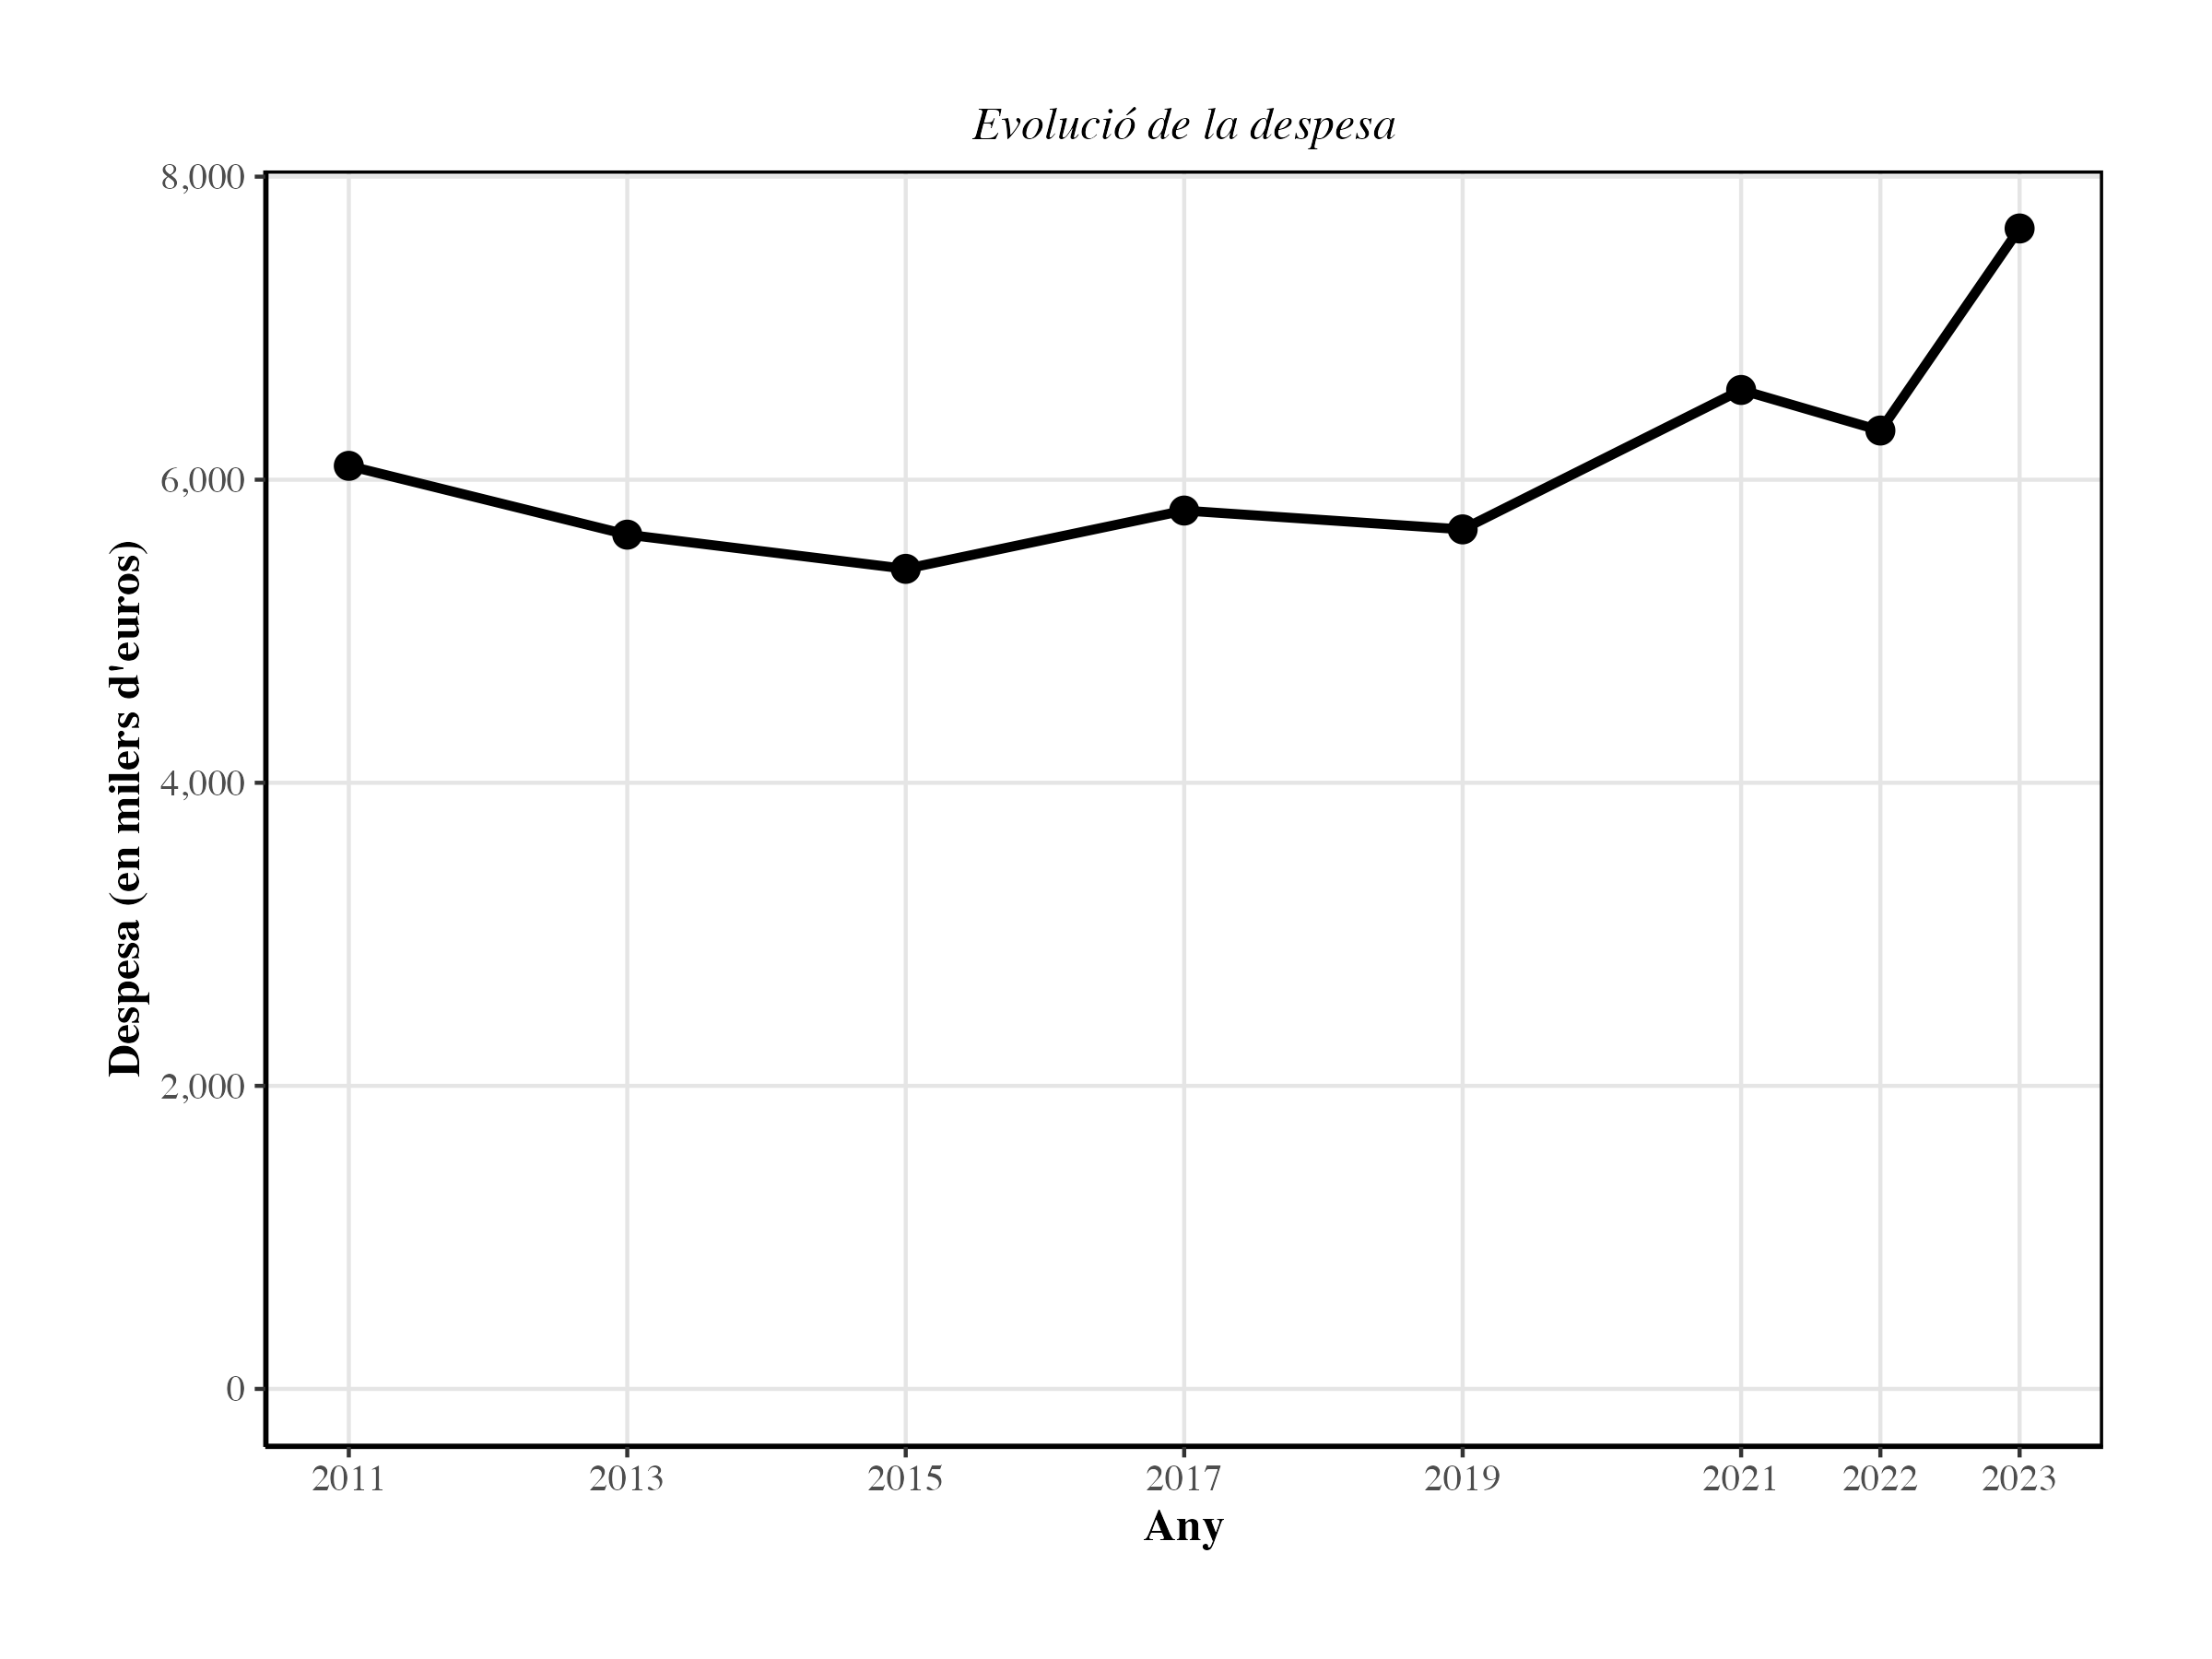 Evolució de la despesa
Despesa (en milers d'euros)
8,000
6,000
4,000
2,000
0
2011 2013 2015 2017 2019 2021 2022 2023
Any